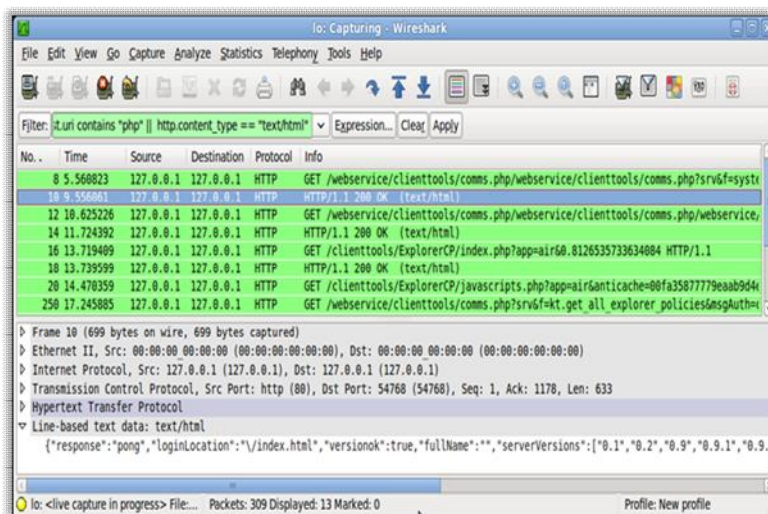 lo: Capturing - Wireshark
File Edit View Go Capture Analyze Statistics Telephony Tools Help
Filter: st.uri contains "php" || http.content_type == "text/html" Expression... Clear Apply
No. . Time Source Destination Protocol Info
8 5.560823 127.0.0.1 127.0.0.1 HTTP GET /webservice/clienttools/comms.php/webservice/clienttools/comms.php?srv&f=syste
10 9.556061 127.0.0.1 127.0.0.1 HTTP HTTP/1.1 200 OK (text/html)
12 10.625226 127.0.0.1 127.0.0.1 HTTP GET /webservice/clienttools/comms.php/webservice/clienttools/comms.php/webservice/
14 11.724392 127.0.0.1 127.0.0.1 HTTP HTTP/1.1 200 OK (text/html)
16 13.719409 127.0.0.1 127.0.0.1 HTTP GET /clienttools/ExplorerCP/index.php?app=air&0.8126535733634084 HTTP/1.1
18 13.739599 127.0.0.1 127.0.0.1 HTTP HTTP/1.1 200 OK (text/html)
20 14.470359 127.0.0.1 127.0.0.1 HTTP GET /clienttools/ExplorerCP/javascripts.php?app=air&anticache=00fa35877779eaab9d4e
250 17.245885 127.0.0.1 127.0.0.1 HTTP GET /webservice/clienttools/comms.php?srv&f=kt.get_all_explorer_policies&msgAuth=
Frame 10 (699 bytes on wire, 699 bytes captured)
Ethernet II, Src: 00:00:00_00:00:00 (00:00:00:00:00:00), Dst: 00:00:00_00:00:00 (00:00:00:00:00:00)
Internet Protocol, Src: 127.0.0.1 (127.0.0.1), Dst: 127.0.0.1 (127.0.0.1)
Transmission Control Protocol, Src Port: http (80), Dst Port: 54768 (54768), Seq: 1, Ack: 1178, Len: 633
Hypertext Transfer Protocol
Line-based text data: text/html
{"response":"pong","loginLocation":"\/index.html","versionok":true,"fullName":"","serverVersions":["0.1","0.2","0.9","0.9.1","0.9.
lo: <live capture in progress> File:... Packets: 309 Displayed: 13 Marked: 0 Profile: New profile